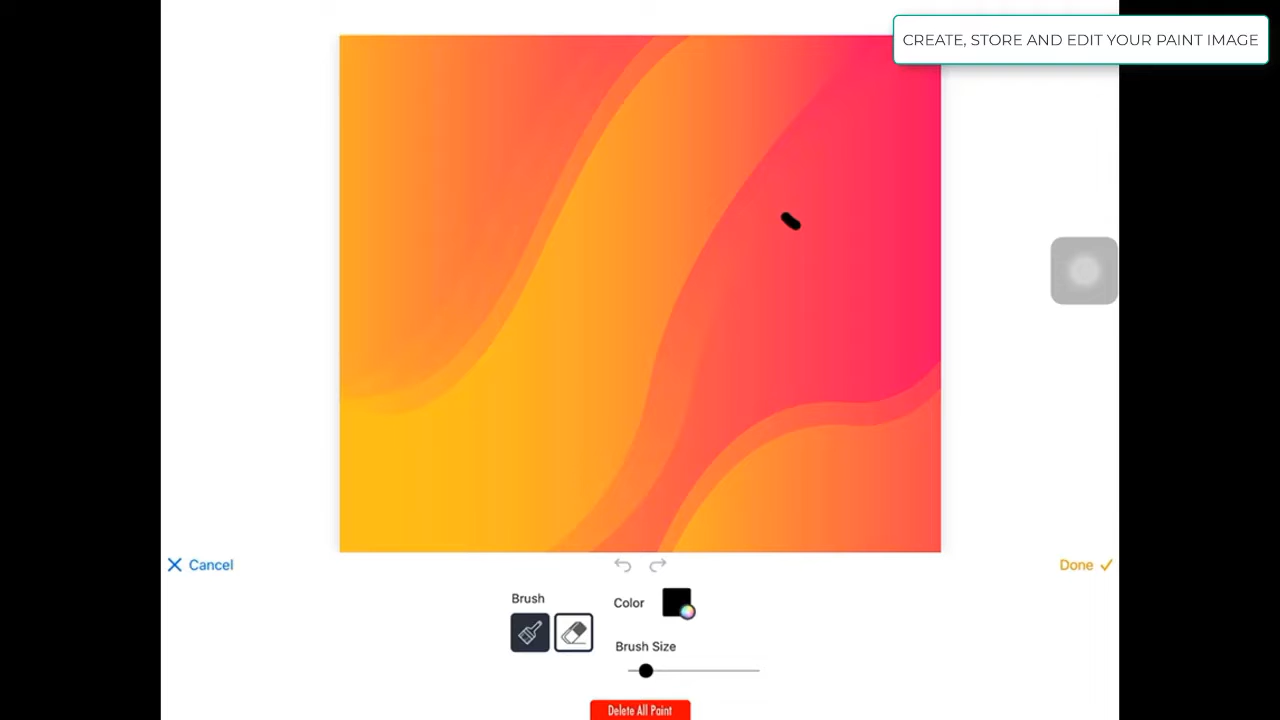 CREATE, STORE AND EDIT YOUR PAINT IMAGE
Cancel
Done
Brush
Color
Brush Size
Delete All Paint